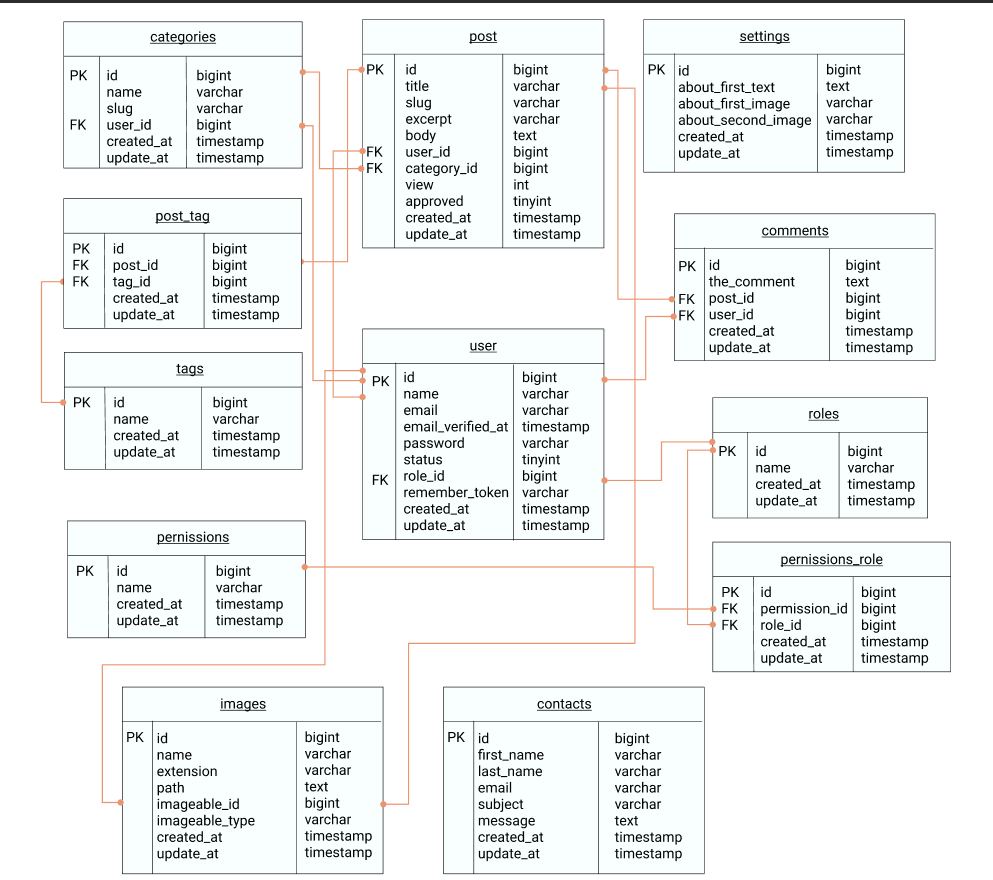 categories
PK id bigint
name varchar
slug varchar
FK user_id bigint
created_at timestamp
update_at timestamp
post
PK id bigint
title varchar
slug varchar
excerpt varchar
body text
FK user_id bigint
FK category_id bigint
view int
approved tinyint
created_at timestamp
update_at timestamp
settings
PK id bigint
about_first_text text
about_first_image varchar
about_second_image varchar
created_at timestamp
update_at timestamp
post_tag
PK id bigint
FK post_id bigint
FK tag_id bigint
created_at timestamp
update_at timestamp
comments
PK id bigint
the_comment text
FK post_id bigint
FK user_id bigint
created_at timestamp
update_at timestamp
tags
PK id bigint
name varchar
created_at timestamp
update_at timestamp
user
PK id bigint
name varchar
email varchar
email_verified_at timestamp
password varchar
status tinyint
FK role_id bigint
remember_token varchar
created_at timestamp
update_at timestamp
roles
PK id bigint
name varchar
created_at timestamp
update_at timestamp
pernissions
PK id bigint
name varchar
created_at timestamp
update_at timestamp
pernissions_role
PK id bigint
FK permission_id bigint
FK role_id bigint
created_at timestamp
update_at timestamp
images
PK id bigint
name varchar
extension varchar
path text
imageable_id bigint
imageable_type varchar
created_at timestamp
update_at timestamp
contacts
PK id bigint
first_name varchar
last_name varchar
email varchar
subject varchar
message text
created_at timestamp
update_at timestamp